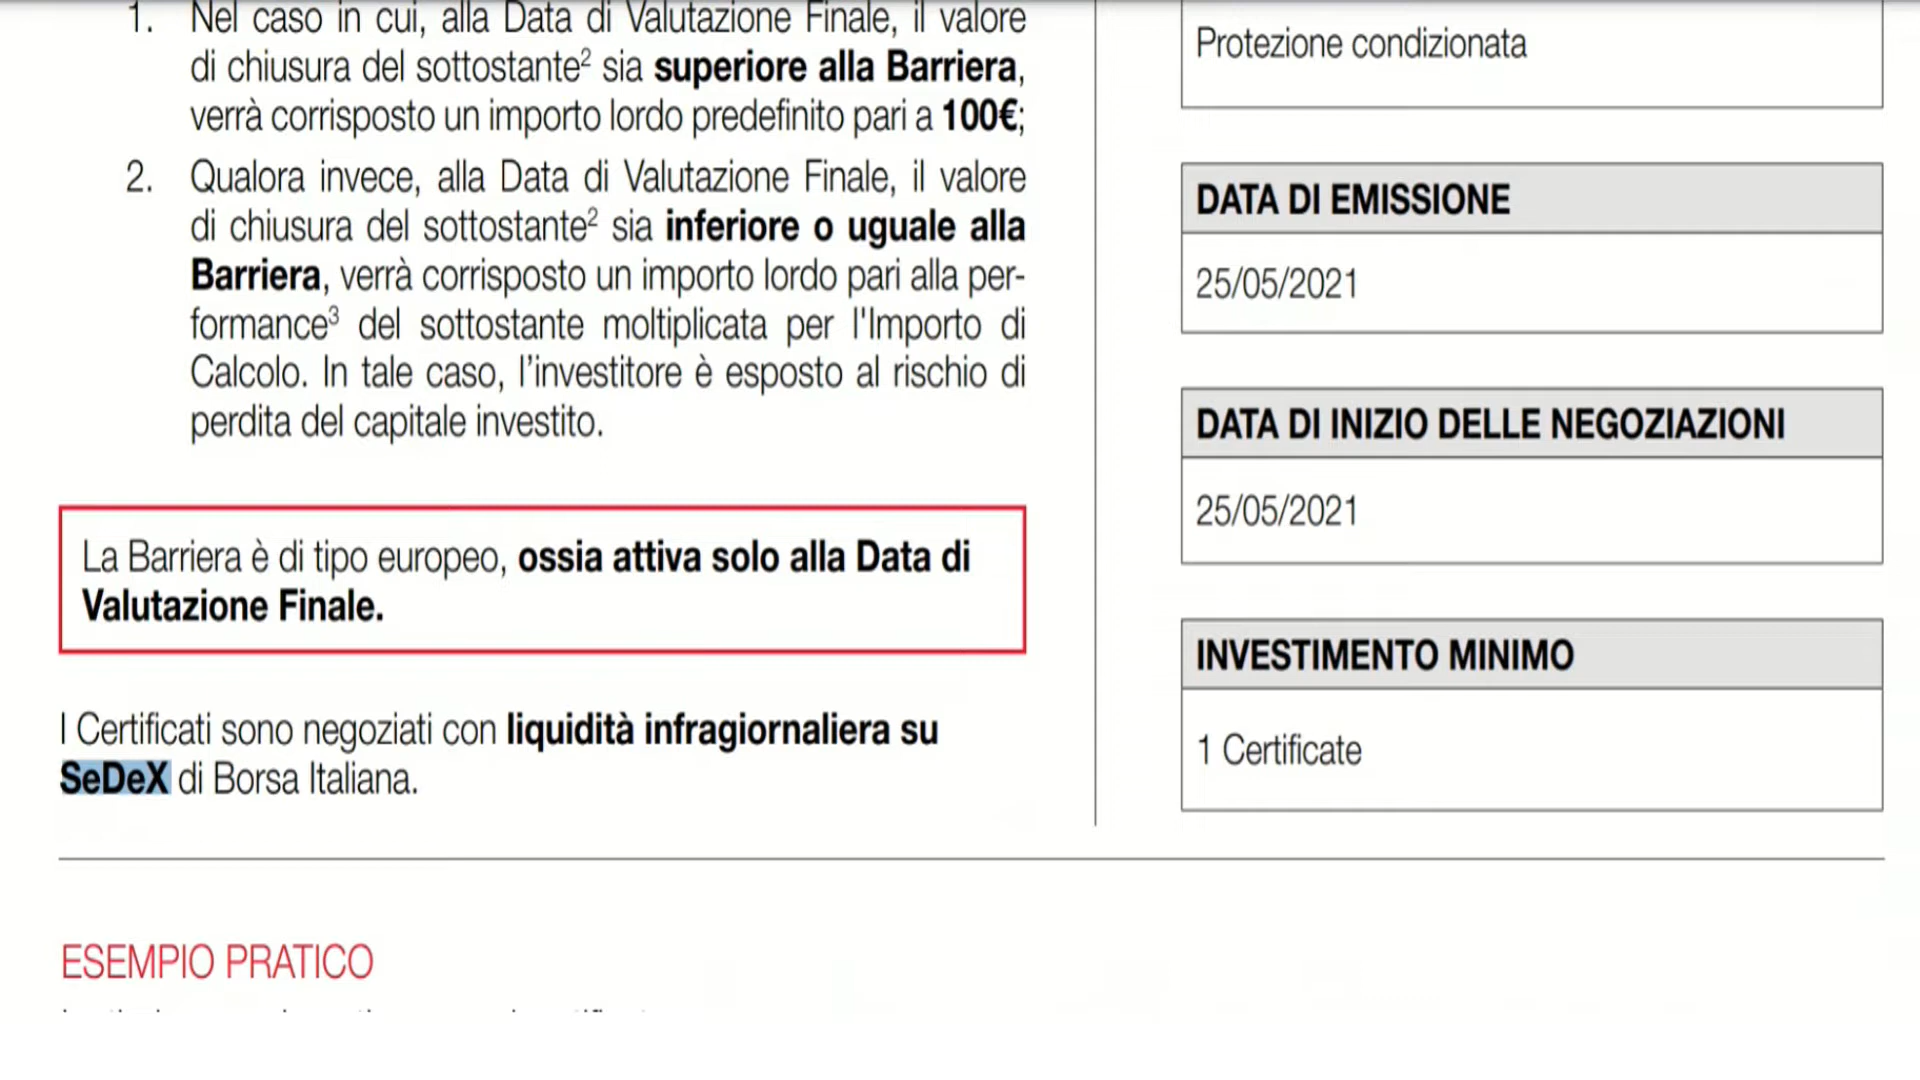 1. Nel caso in cui, alla Data di Valutazione Finale, il valore
di chiusura del sottostante² sia superiore alla Barriera,
verrà corrisposto un importo lordo predefinito pari a 100€;
2. Qualora invece, alla Data di Valutazione Finale, il valore
di chiusura del sottostante² sia inferiore o uguale alla
Barriera, verrà corrisposto un importo lordo pari alla per-
formance³ del sottostante moltiplicata per l'Importo di
Calcolo. In tale caso, l’investitore è esposto al rischio di
perdita del capitale investito.
La Barriera è di tipo europeo, ossia attiva solo alla Data di
Valutazione Finale.
I Certificati sono negoziati con liquidità infragiornaliera su
SeDeX di Borsa Italiana.
ESEMPIO PRATICO
Protezione condizionata
DATA DI EMISSIONE
25/05/2021
DATA DI INIZIO DELLE NEGOZIAZIONI
25/05/2021
INVESTIMENTO MINIMO
1 Certificate